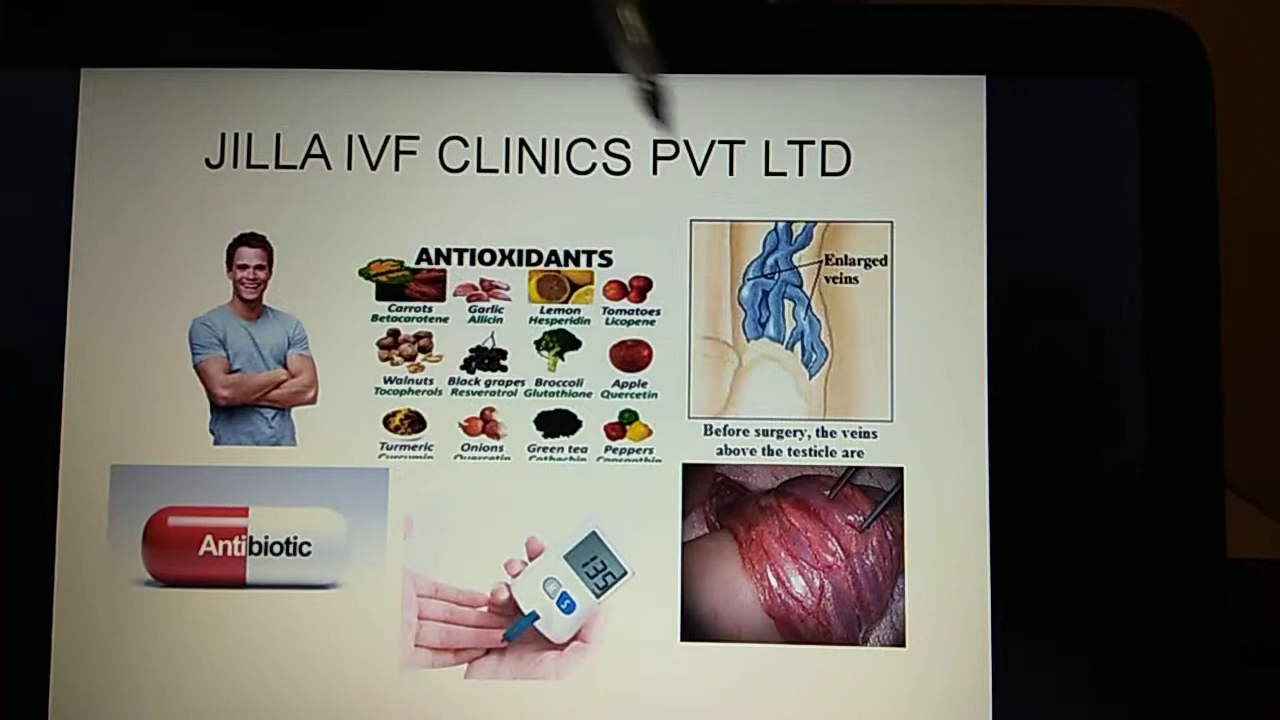 JILLA IVF CLINICS PVT LTD
ANTIOXIDANTS
Carrots Garlic Lemon Tomatoes
Betacarotene Allicin Hesperidin Licopene
Walnuts Black grapes Broccoli Apple
Tocopherols Resveratrol Glutathione Quercetin
Turmeric Onions Green tea Peppers
Curcumin Quercetin
Enlarged
veins
Before surgery, the veins
above the testicle are
Antibiotic
135
S